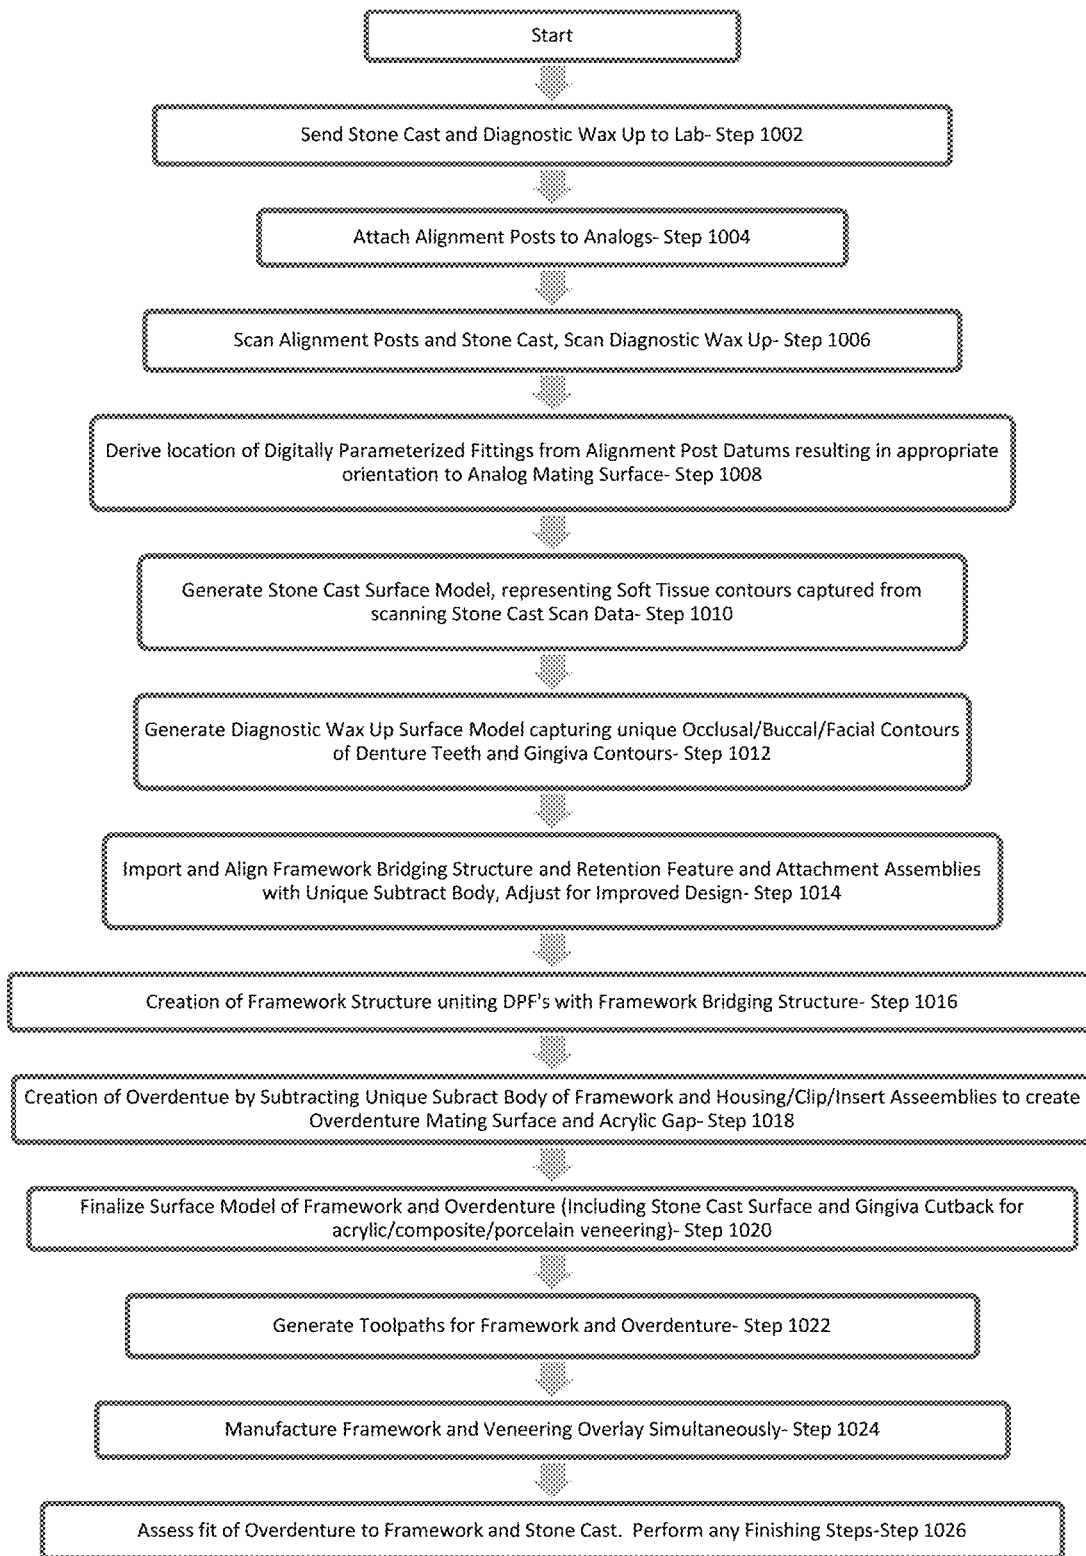 Start
Send Stone Cast and Diagnostic Wax Up to Lab- Step 1002
Attach Alignment Posts to Analogs- Step 1004
Scan Alignment Posts and Stone Cast, Scan Diagnostic Wax Up- Step 1006
Derive location of Digitally Parameterized Fittings from Alignment Post Datums resulting in appropriate
orientation to Analog Mating Surface- Step 1008
Generate Stone Cast Surface Model, representing Soft Tissue contours captured from
scanning Stone Cast Scan Data- Step 1010
Generate Diagnostic Wax Up Surface Model capturing unique Occlusal/Buccal/Facial Contours
of Denture Teeth and Gingiva Contours- Step 1012
Import and Align Framework Bridging Structure and Retention Feature and Attachment Assemblies
with Unique Subtract Body, Adjust for Improved Design- Step 1014
Creation of Framework Structure uniting DPF's with Framework Bridging Structure- Step 1016
Creation of Overdentue by Subtracting Unique Subract Body of Framework and Housing/Clip/Insert Asseemblies to create
Overdenture Mating Surface and Acrylic Gap- Step 1018
Finalize Surface Model of Framework and Overdenture (Including Stone Cast Surface and Gingiva Cutback for
acrylic/composite/porcelain veneering)- Step 1020
Generate Toolpaths for Framework and Overdenture- Step 1022
Manufacture Framework and Veneering Overlay Simultaneously- Step 1024
Assess fit of Overdenture to Framework and Stone Cast.  Perform any Finishing Steps-Step 1026